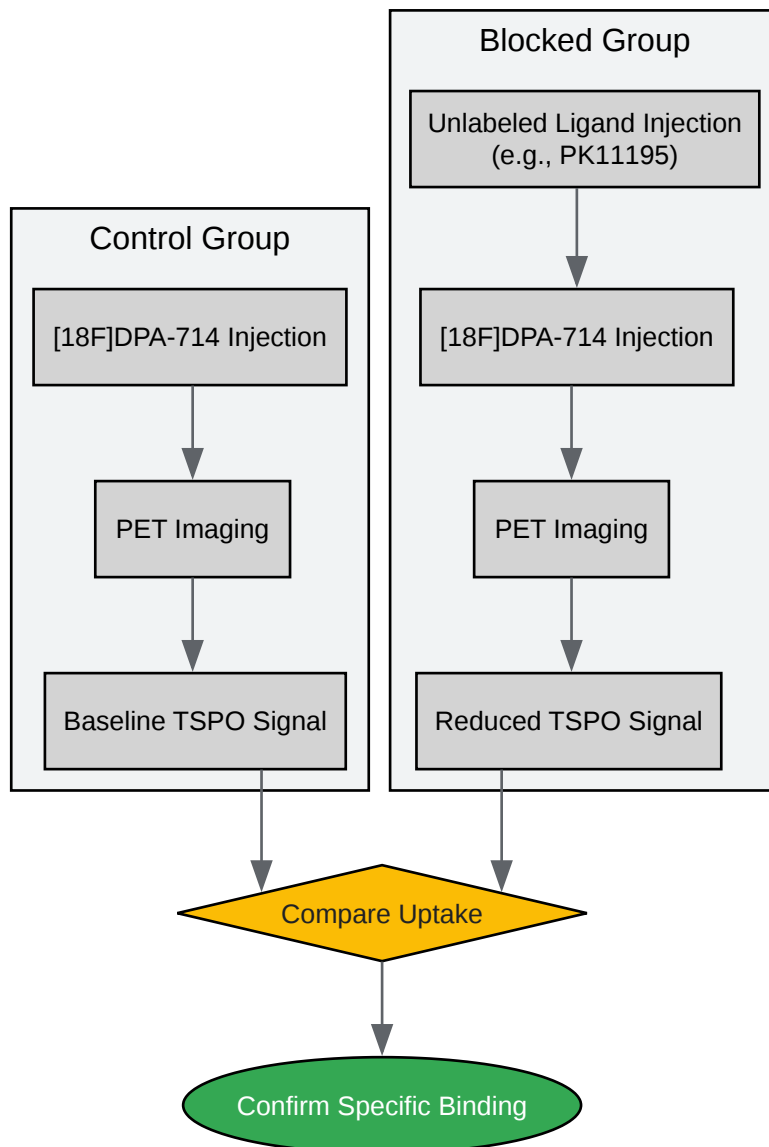 Control Group
[18F]DPA-714 Injection
PET Imaging
Baseline TSPO Signal
Blocked Group
Unlabeled Ligand Injection
(e.g., PK11195)
[18F]DPA-714 Injection
PET Imaging
Reduced TSPO Signal
Compare Uptake
Confirm Specific Binding